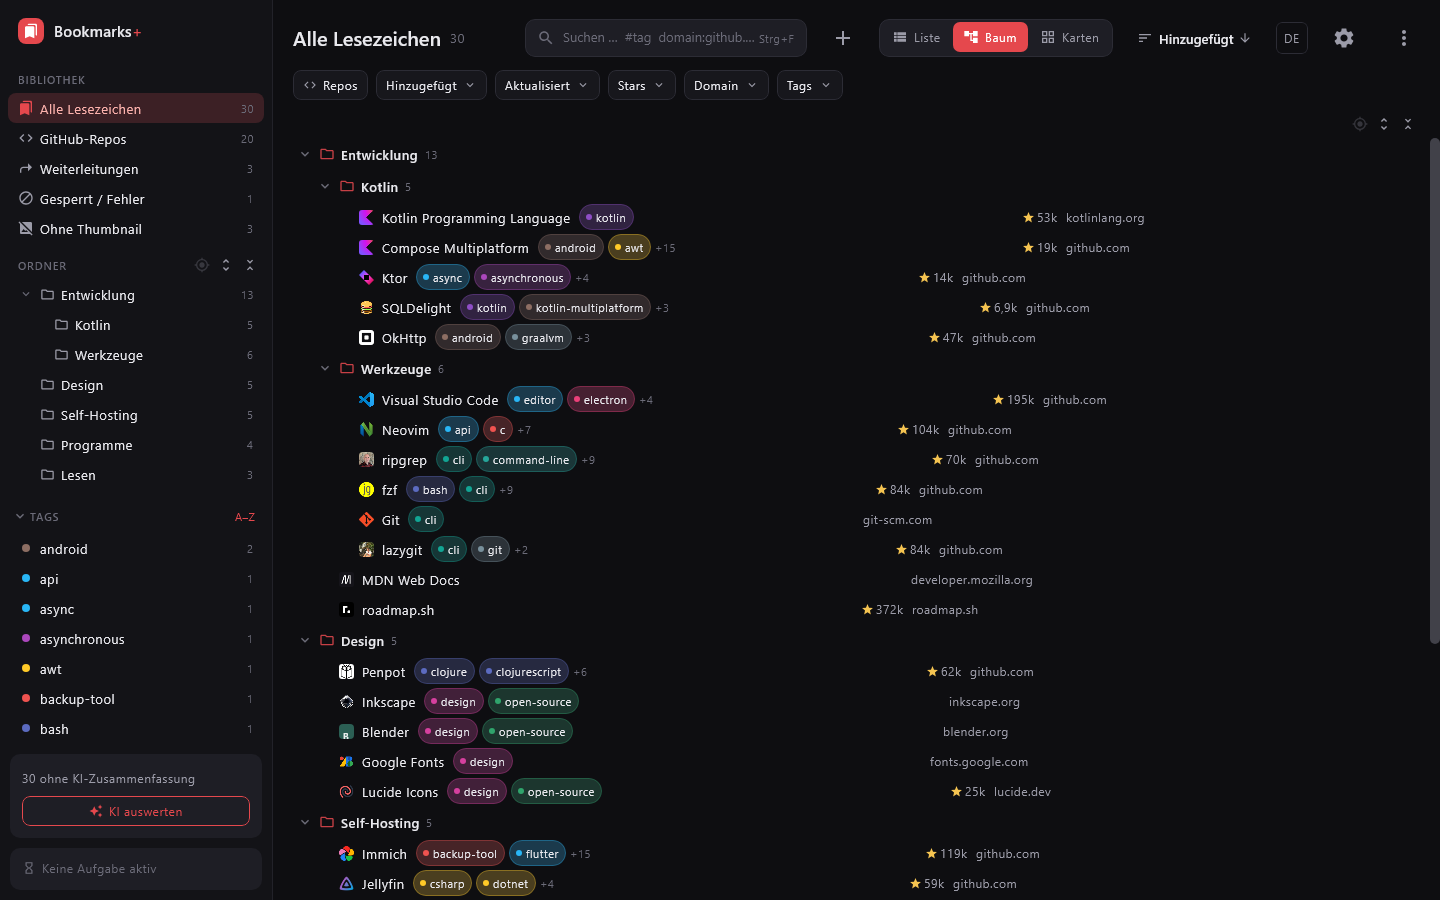 Bookmarks+
BIBLIOTHEK
Alle Lesezeichen 30
GitHub-Repos 20
Weiterleitungen 3
Gesperrt / Fehler 1
Ohne Thumbnail 3
ORDNER
Entwicklung 13
Kotlin 5
Werkzeuge 6
Design 5
Self-Hosting 5
Programme 4
Lesen 3
TAGS A–Z
android 2
api 1
async 1
asynchronous 1
awt 1
backup-tool 1
bash 1
30 ohne KI-Zusammenfassung
KI auswerten
Keine Aufgabe aktiv
Alle Lesezeichen 30
Suchen ... #tag domain:github.... Strg+F
Liste Baum Karten
Hinzugefügt
DE
Repos Hinzugefügt Aktualisiert Stars Domain Tags
Entwicklung 13
Kotlin 5
Kotlin Programming Language kotlin 53k kotlinlang.org
Compose Multiplatform android awt +15 19k github.com
Ktor async asynchronous +4 14k github.com
SQLDelight kotlin kotlin-multiplatform +3 6,9k github.com
OkHttp android graalvm +3 47k github.com
Werkzeuge 6
Visual Studio Code editor electron +4 195k github.com
Neovim api c +7 104k github.com
ripgrep cli command-line +9 70k github.com
fzf bash cli +9 84k github.com
Git cli git-scm.com
lazygit cli git +2 84k github.com
MDN Web Docs developer.mozilla.org
roadmap.sh 372k roadmap.sh
Design 5
Penpot clojure clojurescript +6 62k github.com
Inkscape design open-source inkscape.org
Blender design open-source blender.org
Google Fonts design fonts.google.com
Lucide Icons design open-source 25k lucide.dev
Self-Hosting 5
Immich backup-tool flutter +15 119k github.com
Jellyfin csharp dotnet +4 59k github.com